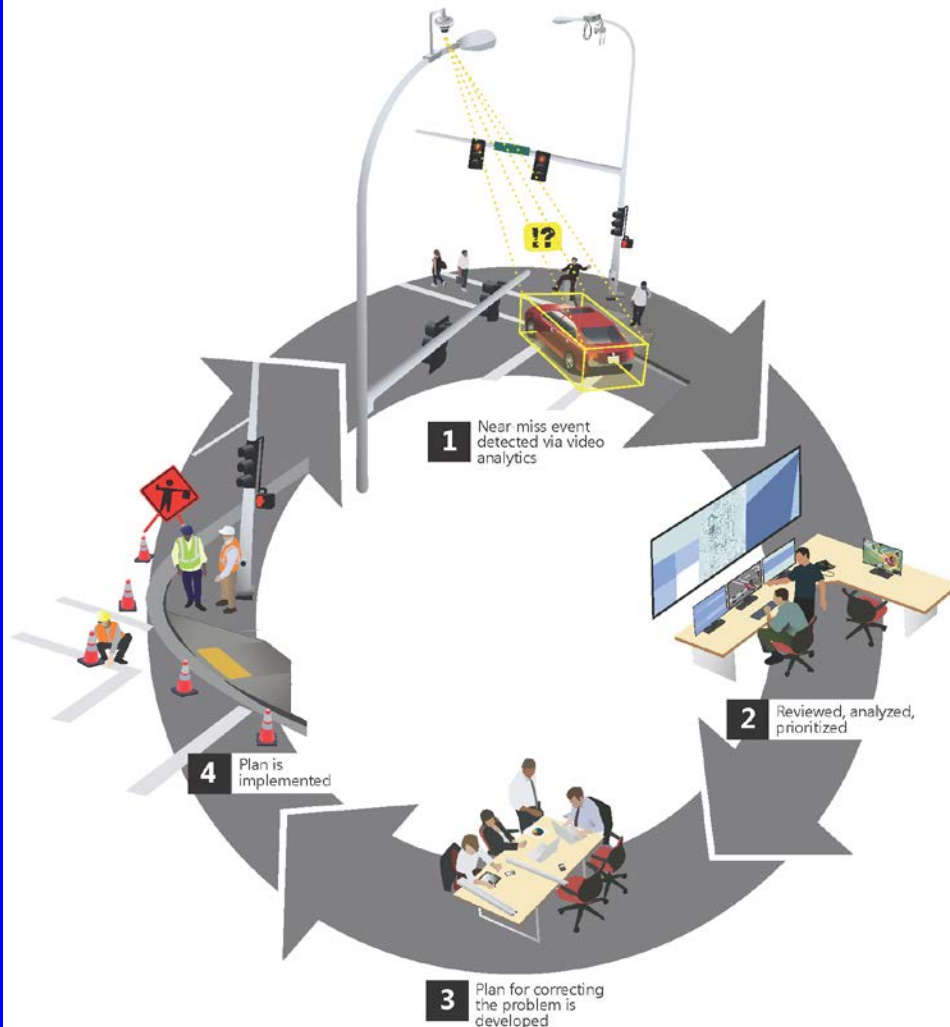 !?
1
Near-miss event
detected via video
analytics
2
Reviewed, analyzed,
prioritized
3
Plan for correcting
the problem is
developed
4
Plan is
implemented